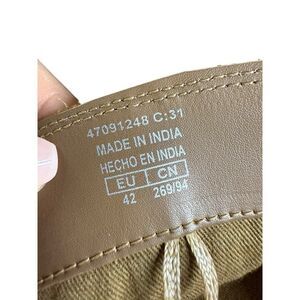 47091248 C:31
MADE IN INDIA
HECHO EN INDIA
EU CN
42 269/94